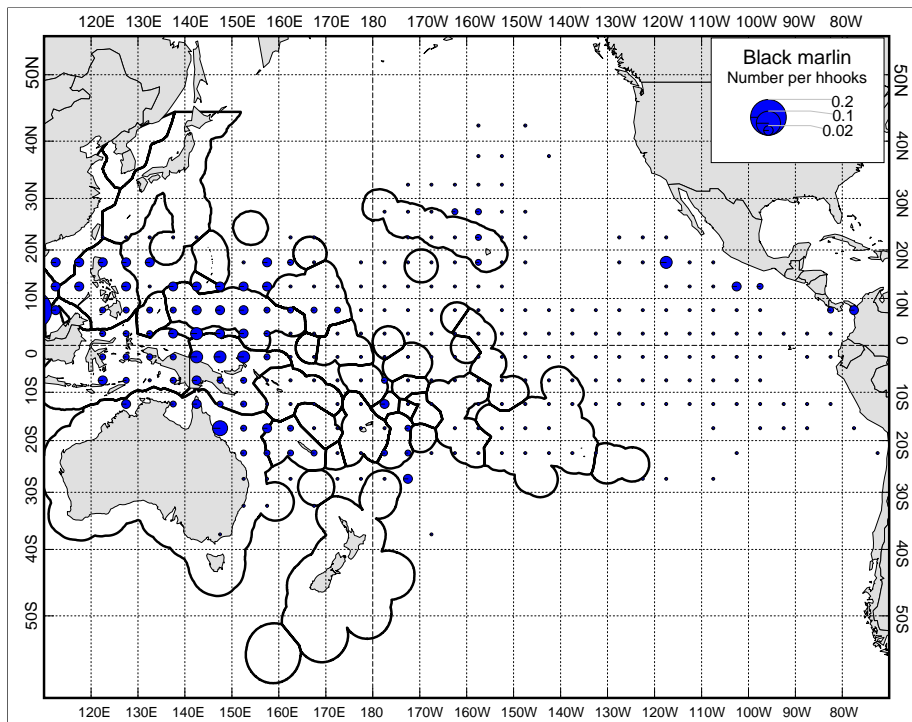 120E 130E 140E 150E 160E 170E 180 170W 160W 150W 140W 130W 120W 110W 100W 90W 80W
Black marlin
Number per hhooks
0.2
0.1
0.02
50N 50N
40N 40N
30N 30N
20N 20N
10N 10N
0 0
10S 10S
20S 20S
30S 30S
40S 40S
50S 50S
120E 130E 140E 150E 160E 170E 180 170W 160W 150W 140W 130W 120W 110W 100W 90W 80W